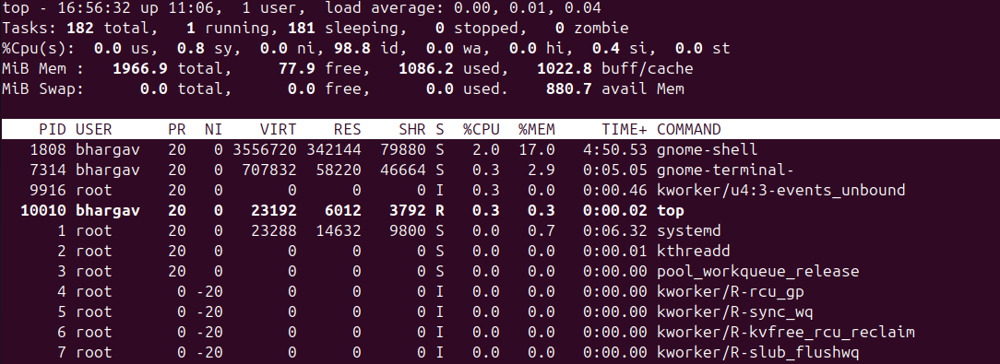 top - 16:56:32 up 11:06,  1 user,  load average: 0.00, 0.01, 0.04
Tasks: 182 total,   1 running, 181 sleeping,   0 stopped,   0 zombie
%Cpu(s):  0.0 us,  0.8 sy,  0.0 ni, 98.8 id,  0.0 wa,  0.0 hi,  0.4 si,  0.0 st
MiB Mem :   1966.9 total,     77.9 free,   1086.2 used,   1022.8 buff/cache
MiB Swap:      0.0 total,      0.0 free,      0.0 used.    880.7 avail Mem
PID USER      PR  NI    VIRT    RES    SHR S  %CPU  %MEM     TIME+ COMMAND
1808 bhargav   20   0 3556720 342144  79880 S   2.0  17.0   4:50.53 gnome-shell
7314 bhargav   20   0  707832  58220  46664 S   0.3   2.9   0:05.05 gnome-terminal-
9916 root      20   0       0      0      0 I   0.3   0.0   0:00.46 kworker/u4:3-events_unbound
10010 bhargav   20   0   23192   6012   3792 R   0.3   0.3   0:00.02 top
1 root      20   0   23288  14632   9800 S   0.0   0.7   0:06.32 systemd
2 root      20   0       0      0      0 S   0.0   0.0   0:00.01 kthreadd
3 root      20   0       0      0      0 S   0.0   0.0   0:00.00 pool_workqueue_release
4 root       0 -20       0      0      0 I   0.0   0.0   0:00.00 kworker/R-rcu_gp
5 root       0 -20       0      0      0 I   0.0   0.0   0:00.00 kworker/R-sync_wq
6 root       0 -20       0      0      0 I   0.0   0.0   0:00.00 kworker/R-kvfree_rcu_reclaim
7 root       0 -20       0      0      0 I   0.0   0.0   0:00.00 kworker/R-slub_flushwq